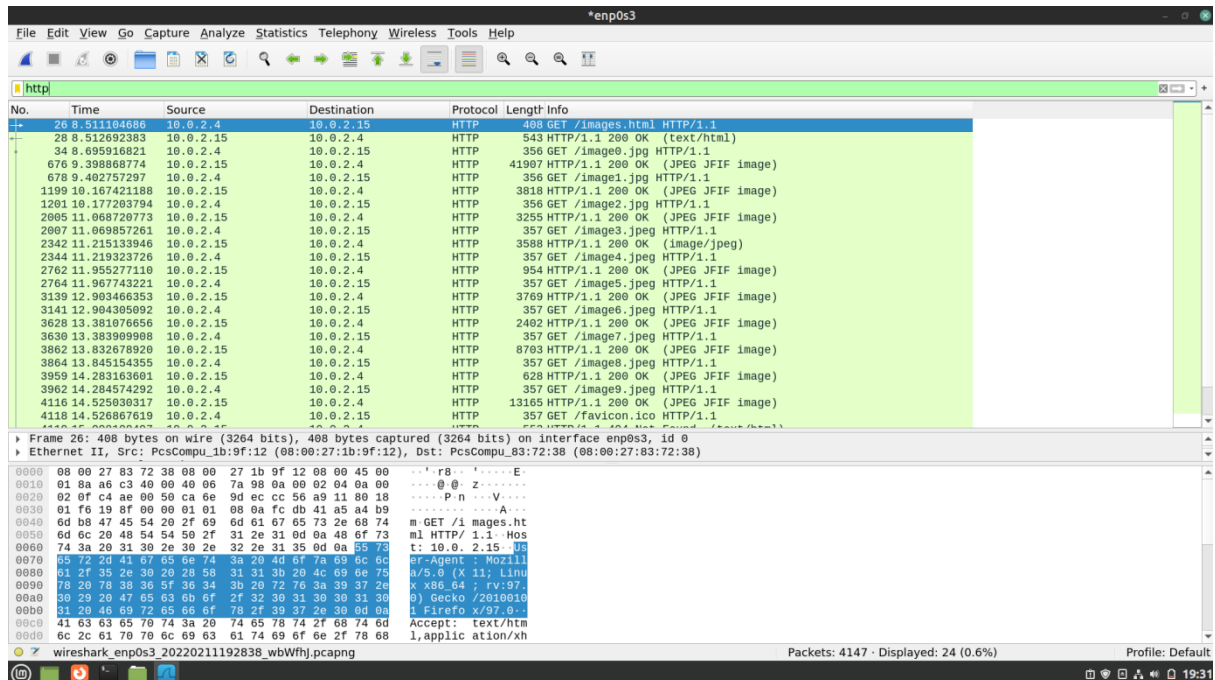 *enp0s3
File Edit View Go Capture Analyze Statistics Telephony Wireless Tools Help
http
No. Time Source Destination Protocol Length Info
26 8.511104686 10.0.2.4 10.0.2.15 HTTP 408 GET /images.html HTTP/1.1
28 8.512692383 10.0.2.15 10.0.2.4 HTTP 543 HTTP/1.1 200 OK (text/html)
34 8.695916821 10.0.2.4 10.0.2.15 HTTP 356 GET /image0.jpg HTTP/1.1
676 9.398868774 10.0.2.15 10.0.2.4 HTTP 41907 HTTP/1.1 200 OK (JPEG JFIF image)
678 9.402757297 10.0.2.4 10.0.2.15 HTTP 356 GET /image1.jpg HTTP/1.1
1199 10.167421188 10.0.2.15 10.0.2.4 HTTP 3818 HTTP/1.1 200 OK (JPEG JFIF image)
1201 10.177203794 10.0.2.4 10.0.2.15 HTTP 356 GET /image2.jpg HTTP/1.1
2005 11.068720773 10.0.2.15 10.0.2.4 HTTP 3255 HTTP/1.1 200 OK (JPEG JFIF image)
2007 11.069857261 10.0.2.4 10.0.2.15 HTTP 357 GET /image3.jpeg HTTP/1.1
2342 11.215133946 10.0.2.15 10.0.2.4 HTTP 3588 HTTP/1.1 200 OK (image/jpeg)
2344 11.219323726 10.0.2.4 10.0.2.15 HTTP 357 GET /image4.jpeg HTTP/1.1
2762 11.955277110 10.0.2.15 10.0.2.4 HTTP 954 HTTP/1.1 200 OK (JPEG JFIF image)
2764 11.967743221 10.0.2.4 10.0.2.15 HTTP 357 GET /image5.jpeg HTTP/1.1
3139 12.903466353 10.0.2.15 10.0.2.4 HTTP 3769 HTTP/1.1 200 OK (JPEG JFIF image)
3141 12.904305092 10.0.2.4 10.0.2.15 HTTP 357 GET /image6.jpeg HTTP/1.1
3628 13.381076656 10.0.2.15 10.0.2.4 HTTP 2402 HTTP/1.1 200 OK (JPEG JFIF image)
3630 13.383909908 10.0.2.4 10.0.2.15 HTTP 357 GET /image7.jpeg HTTP/1.1
3862 13.832678920 10.0.2.15 10.0.2.4 HTTP 8703 HTTP/1.1 200 OK (JPEG JFIF image)
3864 13.845154355 10.0.2.4 10.0.2.15 HTTP 357 GET /image8.jpeg HTTP/1.1
3959 14.283163601 10.0.2.15 10.0.2.4 HTTP 628 HTTP/1.1 200 OK (JPEG JFIF image)
3962 14.284574292 10.0.2.4 10.0.2.15 HTTP 357 GET /image9.jpeg HTTP/1.1
4116 14.525030317 10.0.2.15 10.0.2.4 HTTP 13165 HTTP/1.1 200 OK (JPEG JFIF image)
4118 14.526867619 10.0.2.4 10.0.2.15 HTTP 357 GET /favicon.ico HTTP/1.1
Frame 26: 408 bytes on wire (3264 bits), 408 bytes captured (3264 bits) on interface enp0s3, id 0
Ethernet II, Src: PcsCompu_1b:9f:12 (08:00:27:1b:9f:12), Dst: PcsCompu_83:72:38 (08:00:27:83:72:38)
0000 08 00 27 83 72 38 08 00 27 1b 9f 12 08 00 45 00 ··'·r8·· '·····E·
0010 01 8a a6 c3 40 00 40 06 7a 98 0a 00 02 04 0a 00 ····@·@· z·······
0020 02 0f c4 ae 00 50 ca 6e 9d ec cc 56 a9 11 80 18 ·····P·n ···V····
0030 01 f6 19 8f 00 00 01 01 08 0a fc db 41 a5 a4 b9 ········ ····A···
0040 6d b8 47 45 54 20 2f 69 6d 61 67 65 73 2e 68 74 m·GET /i mages.ht
0050 6d 6c 20 48 54 54 50 2f 31 2e 31 0d 0a 48 6f 73 ml HTTP/ 1.1··Hos
0060 74 3a 20 31 30 2e 30 2e 32 2e 31 35 0d 0a 55 73 t: 10.0. 2.15··Us
0070 65 72 2d 41 67 65 6e 74 3a 20 4d 6f 7a 69 6c 6c er-Agent : Mozill
0080 61 2f 35 2e 30 20 28 58 31 31 3b 20 4c 69 6e 75 a/5.0 (X 11; Linu
0090 78 20 78 38 36 5f 36 34 3b 20 72 76 3a 39 37 2e x x86_64 ; rv:97.
00a0 30 29 20 47 65 63 6b 6f 2f 32 30 31 30 30 31 30 0) Gecko /2010010
00b0 31 20 46 69 72 65 66 6f 78 2f 39 37 2e 30 0d 0a 1 Firefo x/97.0··
00c0 41 63 63 65 70 74 3a 20 74 65 78 74 2f 68 74 6d Accept: text/htm
00d0 6c 2c 61 70 70 6c 69 63 61 74 69 6f 6e 2f 78 68 l,applic ation/xh
wireshark_enp0s3_20220211192838_wbWfhJ.pcapng Packets: 4147 · Displayed: 24 (0.6%) Profile: Default
19:31